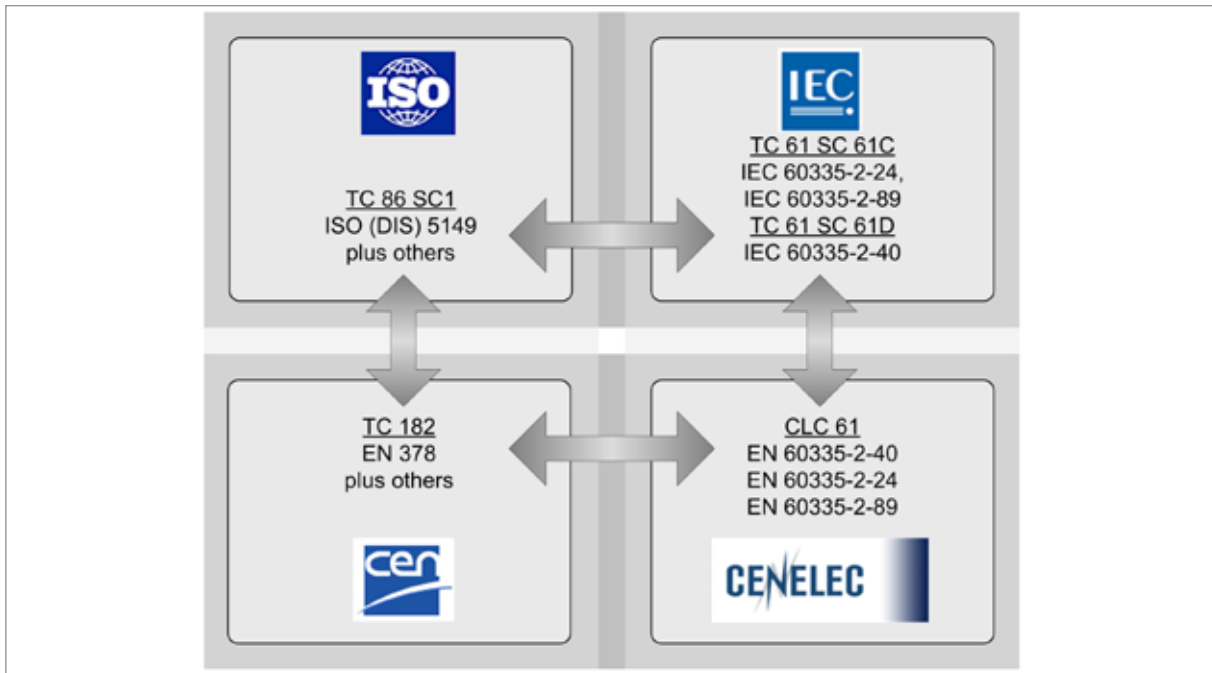 ISO
TC 86 SC1
ISO (DIS) 5149
plus others
IEC
TC 61 SC 61C
IEC 60335-2-24,
IEC 60335-2-89
TC 61 SC 61D
IEC 60335-2-40
TC 182
EN 378
plus others
cen
CLC 61
EN 60335-2-40
EN 60335-2-24
EN 60335-2-89
CENELEC